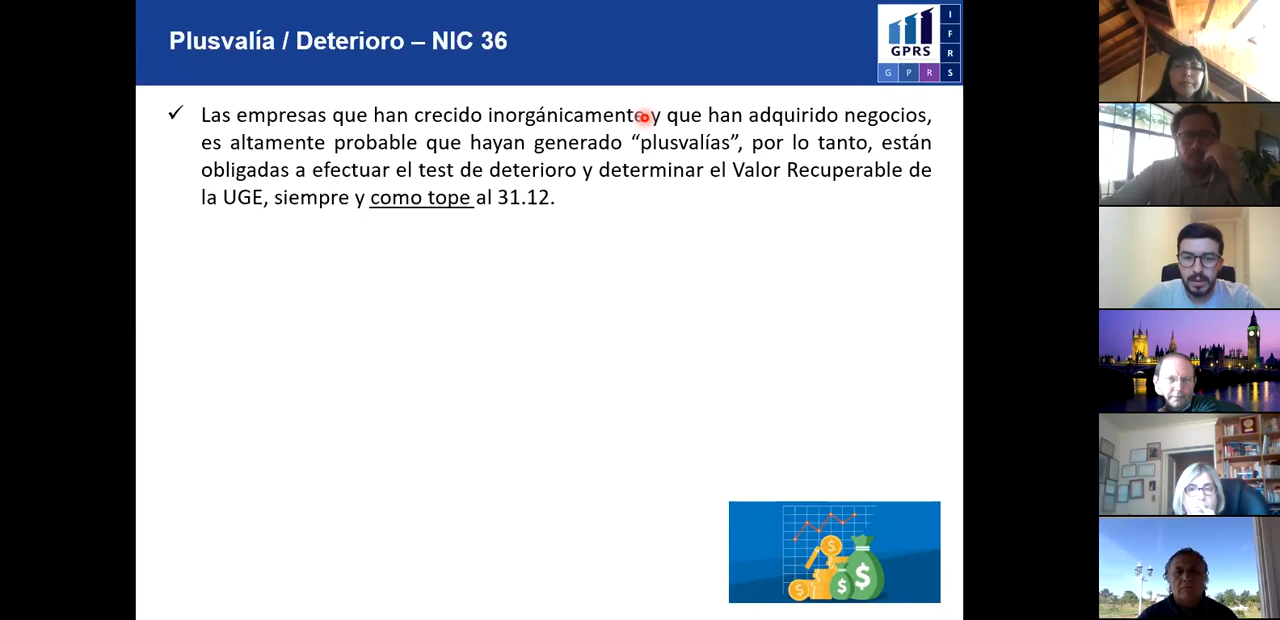 Plusvalía / Deterioro – NIC 36
GPRS
I
F
R
G P R S
✓ Las empresas que han crecido inorgánicamente y que han adquirido negocios,
es altamente probable que hayan generado “plusvalías”, por lo tanto, están
obligadas a efectuar el test de deterioro y determinar el Valor Recuperable de
la UGE, siempre y como tope al 31.12.
$
$
$
$